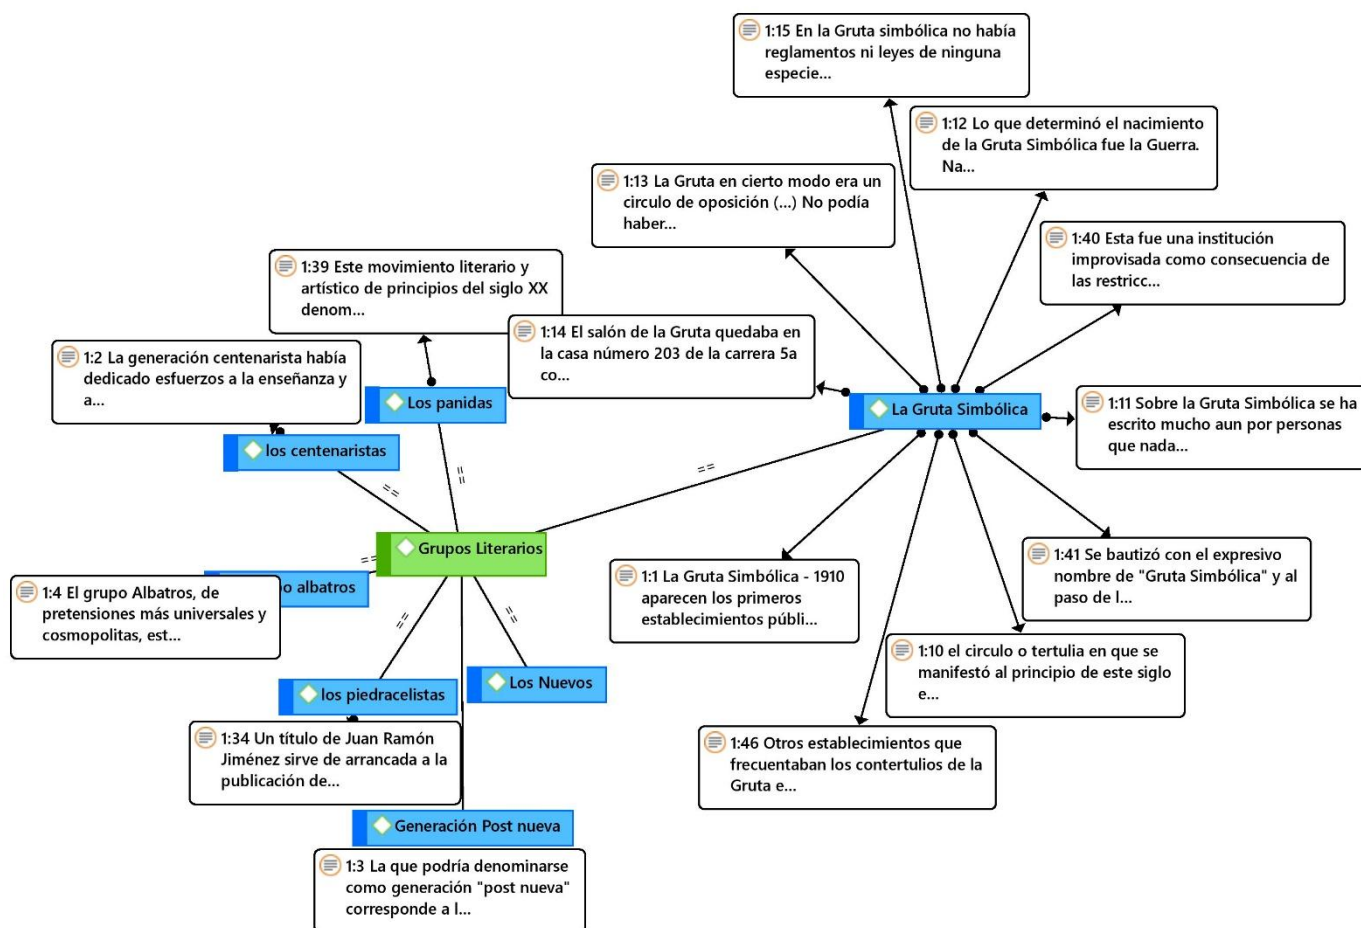 1:15 En la Gruta simbólica no había
reglamentos ni leyes de ninguna
especie...
1:12 Lo que determinó el nacimiento
de la Gruta Simbólica fue la Guerra.
Na...
1:13 La Gruta en cierto modo era un
circulo de oposición (...) No podía
haber...
1:40 Esta fue una institución
improvisada como consecuencia de
las restricc...
1:39 Este movimiento literario y
artístico de principios del siglo XX
denom...
1:14 El salón de la Gruta quedaba en
la casa número 203 de la carrera 5a
co...
1:2 La generación centenarista había
dedicado esfuerzos a la enseñanza y
a...
Los panidas
La Gruta Simbólica
1:11 Sobre la Gruta Simbólica se ha
escrito mucho aun por personas
que nada...
los centenaristas
==
==
==
Grupos Literarios
1:41 Se bautizó con el expresivo
nombre de "Gruta Simbólica" y al
paso de l...
1:1 La Gruta Simbólica - 1910
aparecen los primeros
establecimientos públi...
==
albatros
1:4 El grupo Albatros, de
pretensiones más universales y
cosmopolitas, est...
==
==
1:10 el circulo o tertulia en que se
manifestó al principio de este siglo
e...
los piedracelistas
Los Nuevos
1:34 Un título de Juan Ramón
Jiménez sirve de arrancada a la
publicación de...
1:46 Otros establecimientos que
frecuentaban los contertulios de la
Gruta e...
Generación Post nueva
1:3 La que podría denominarse
como generación "post nueva"
corresponde a l...